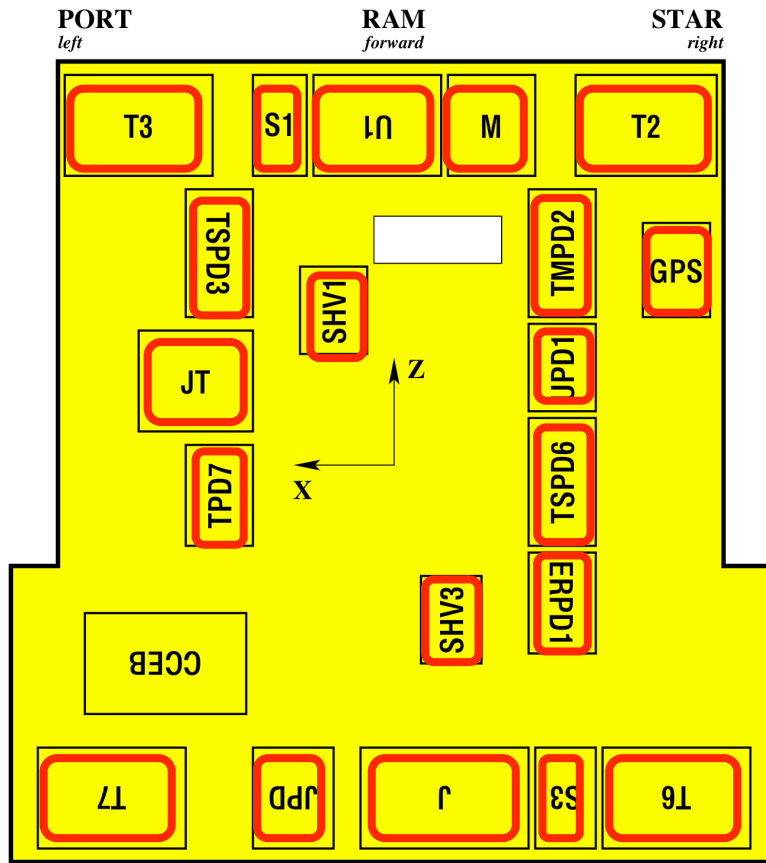 PORT RAM STAR
left forward right
T3 S1 U1 M T2
TSPD3 TMPD2
GPS
SHV1
JPD1
JT
Z
TPD7 TSPD6
X
ERPD1
SHV3
CCEB
T7 JPD J S3 T6